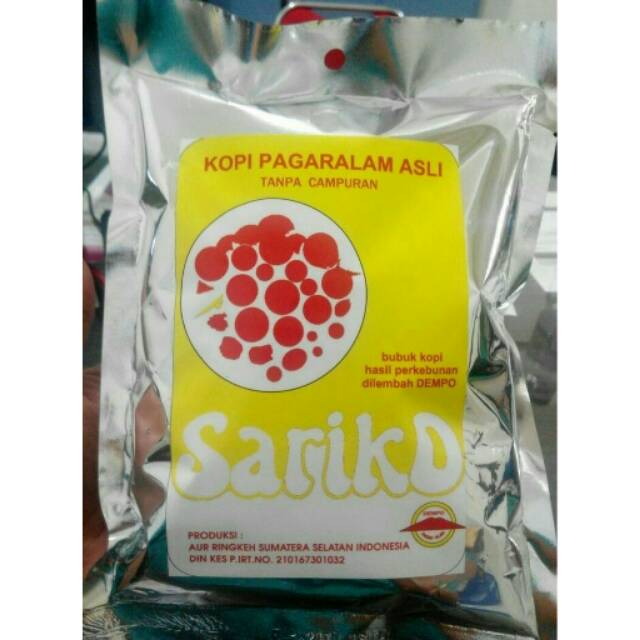 KOPI PAGARALAM ASLI
TANPA CAMPURAN
bubuk kopi
hasil perkebunan
dilembah DEMPO
Sariko
DEMPO
PRODUKSI :
AUR RINGKEH SUMATERA SELATAN INDONESIA
DIN KES P.IRT.NO. 210167301032